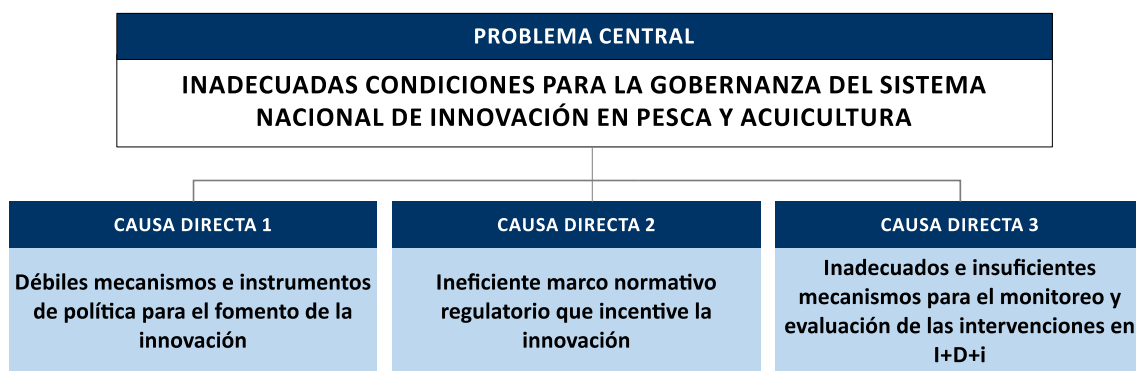 PROBLEMA CENTRAL
INADECUADAS CONDICIONES PARA LA GOBERNANZA DEL SISTEMA
NACIONAL DE INNOVACIÓN EN PESCA Y ACUICULTURA
CAUSA DIRECTA 1
Débiles mecanismos e instrumentos
de política para el fomento de la
innovación
CAUSA DIRECTA 2
Ineficiente marco normativo
regulatorio que incentive la
innovación
CAUSA DIRECTA 3
Inadecuados e insuficientes
mecanismos para el monitoreo y
evaluación de las intervenciones en
I+D+i